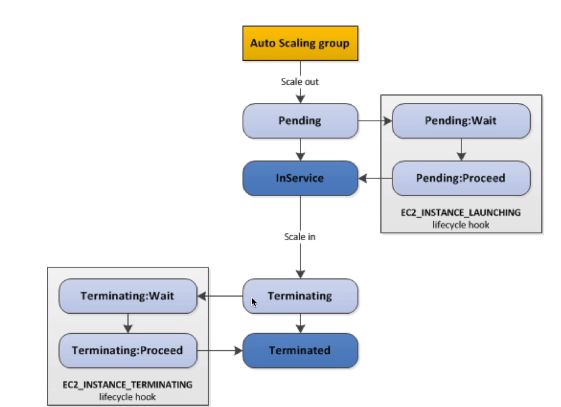 Auto Scaling group
Scale out
Pending
Pending:Wait
InService
Pending:Proceed
EC2_INSTANCE_LAUNCHING
lifecycle hook
Scale in
Terminating:Wait
Terminating
Terminating:Proceed
Terminated
EC2_INSTANCE_TERMINATING
lifecycle hook